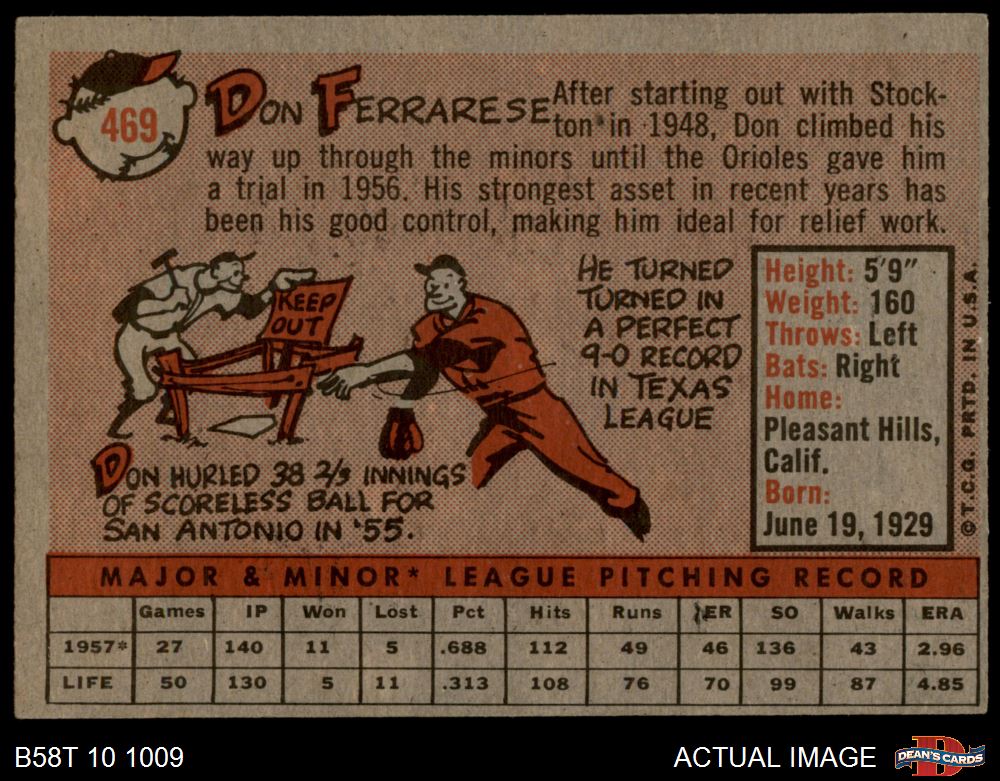 469
DON FERRARESE
After starting out with Stock-
ton in 1948, Don climbed his
way up through the minors until the Orioles gave him
a trial in 1956. His strongest asset in recent years has
been his good control, making him ideal for relief work.
KEEP
OUT
HE TURNED
TURNED IN
A PERFECT
9-0 RECORD
IN TEXAS
LEAGUE
DON HURLED 38 2/3 INNINGS
OF SCORELESS BALL FOR
SAN ANTONIO IN '55.
Height: 5'9"
Weight: 160
Throws: Left
Bats: Right
Home:
Pleasant Hills,
Calif.
Born:
June 19, 1929
© T.C.G. PRTD. IN U.S.A.
MAJOR & MINOR* LEAGUE PITCHING RECORD
Games IP Won Lost Pct Hits Runs ER SO Walks ERA
1957* 27 140 11 5 .688 112 49 46 136 43 2.96
LIFE 50 130 5 11 .313 108 76 70 99 87 4.85
B58T 10 1009
ACTUAL IMAGE
D
DEAN'S CARDS